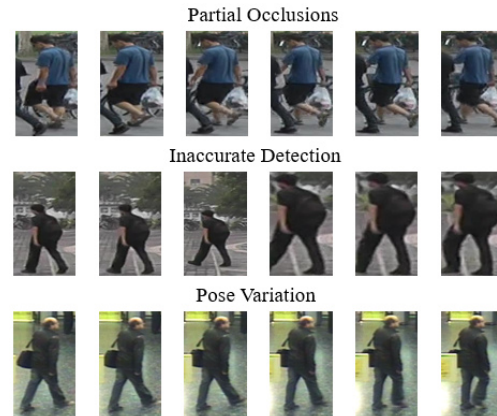 Partial Occlusions
Inaccurate Detection
Pose Variation